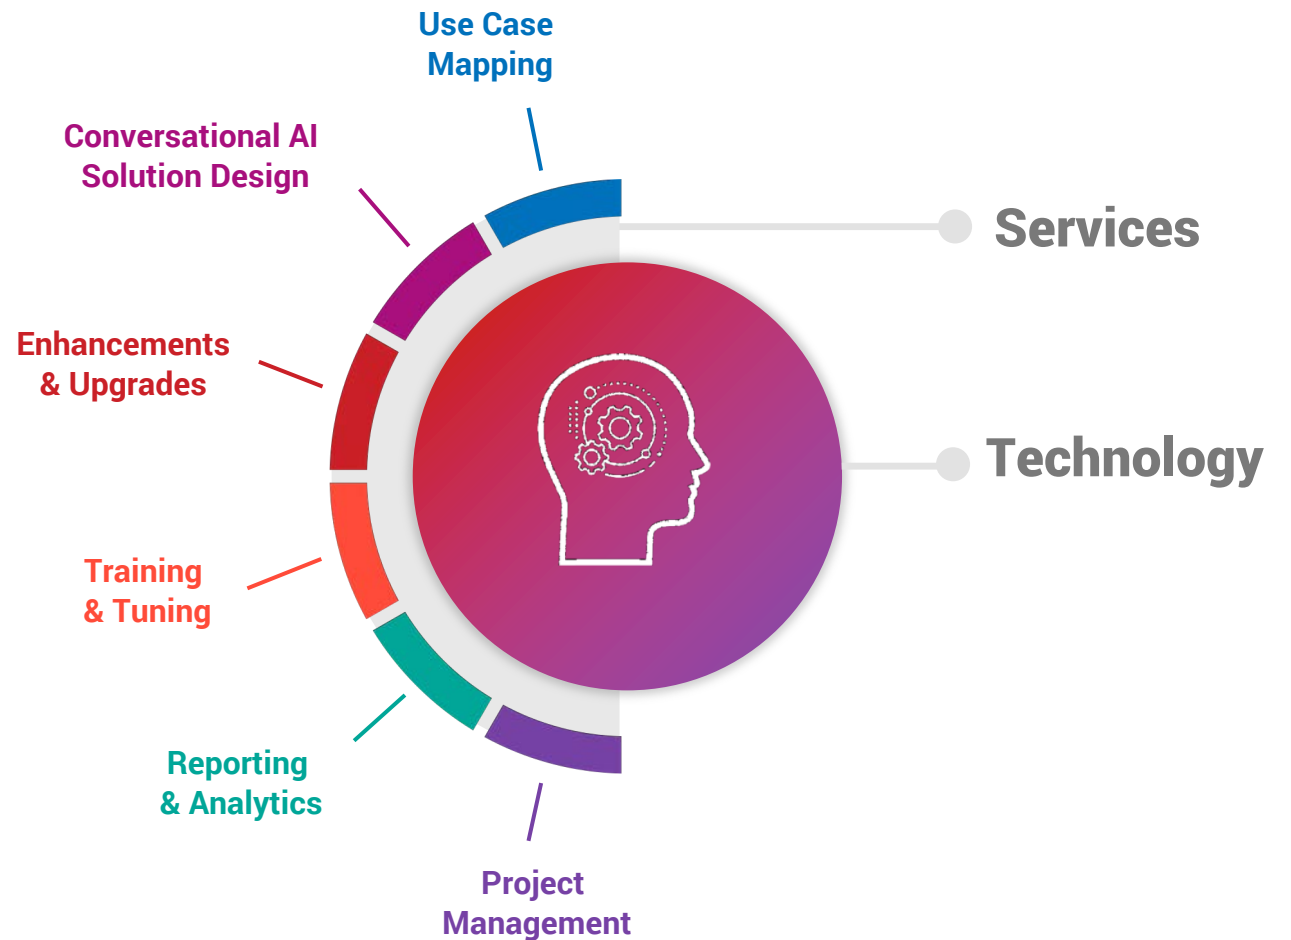 Use Case
Mapping
Conversational AI
Solution Design
Services
Enhancements
& Upgrades
Technology
Training
& Tuning
Reporting
& Analytics
Project
Management